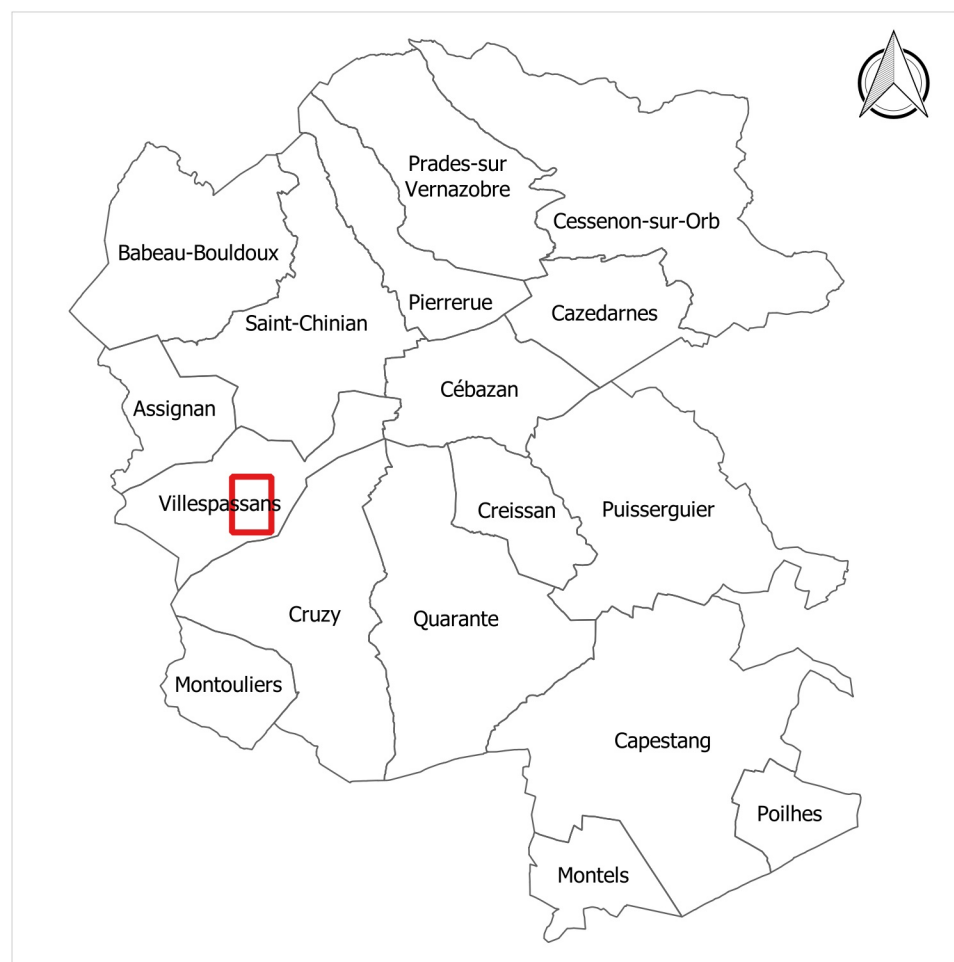 Prades-sur
Vernazobre
Cessenon-sur-Orb
Babeau-Bouldoux
Pierrerue
Cazedarnes
Saint-Chinian
Cébazan
Assignan
Villespassans
Creissan
Puisserguier
Cruzy
Quarante
Montouliers
Capestang
Poilhes
Montels